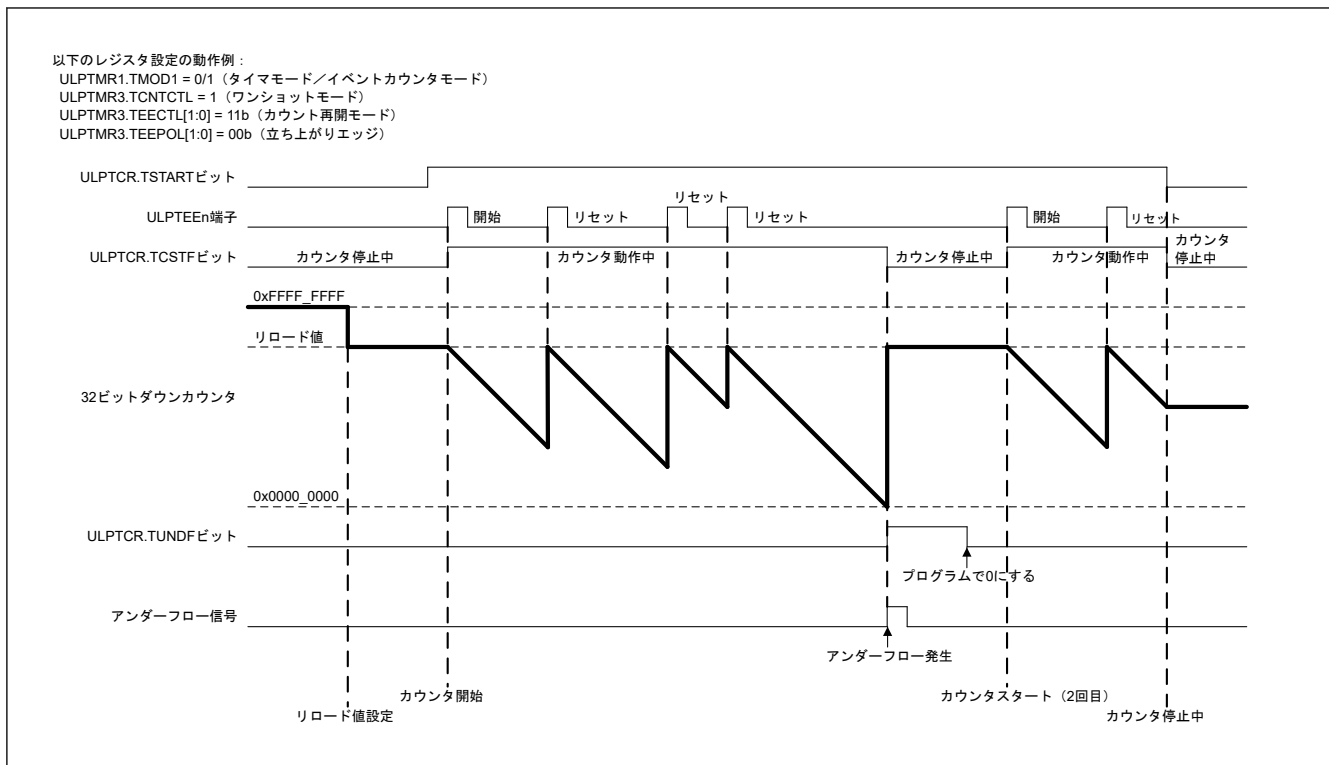 以下のレジスタ設定の動作例：
ULPTMR1.TMOD1 = 0/1（タイマモード／イベントカウンタモード）
ULPTMR3.TCNTCTL = 1（ワンショットモード）
ULPTMR3.TEECTL[1:0] = 11b（カウント再開モード）
ULPTMR3.TEEPOL[1:0] = 00b（立ち上がりエッジ）
ULPTCR.TSTARTビット
リセット
ULPTEEn端子
開始
リセット
リセット
開始
リセット
ULPTCR.TCSTFビット
カウンタ停止中
カウンタ動作中
カウンタ停止中
カウンタ動作中
カウンタ
停止中
0xFFFF_FFFF
リロード値
32ビットダウンカウンタ
0x0000_0000
ULPTCR.TUNDFビット
プログラムで0にする
アンダーフロー信号
アンダーフロー発生
カウンタ開始
カウンタスタート（2回目）
リロード値設定
カウンタ停止中